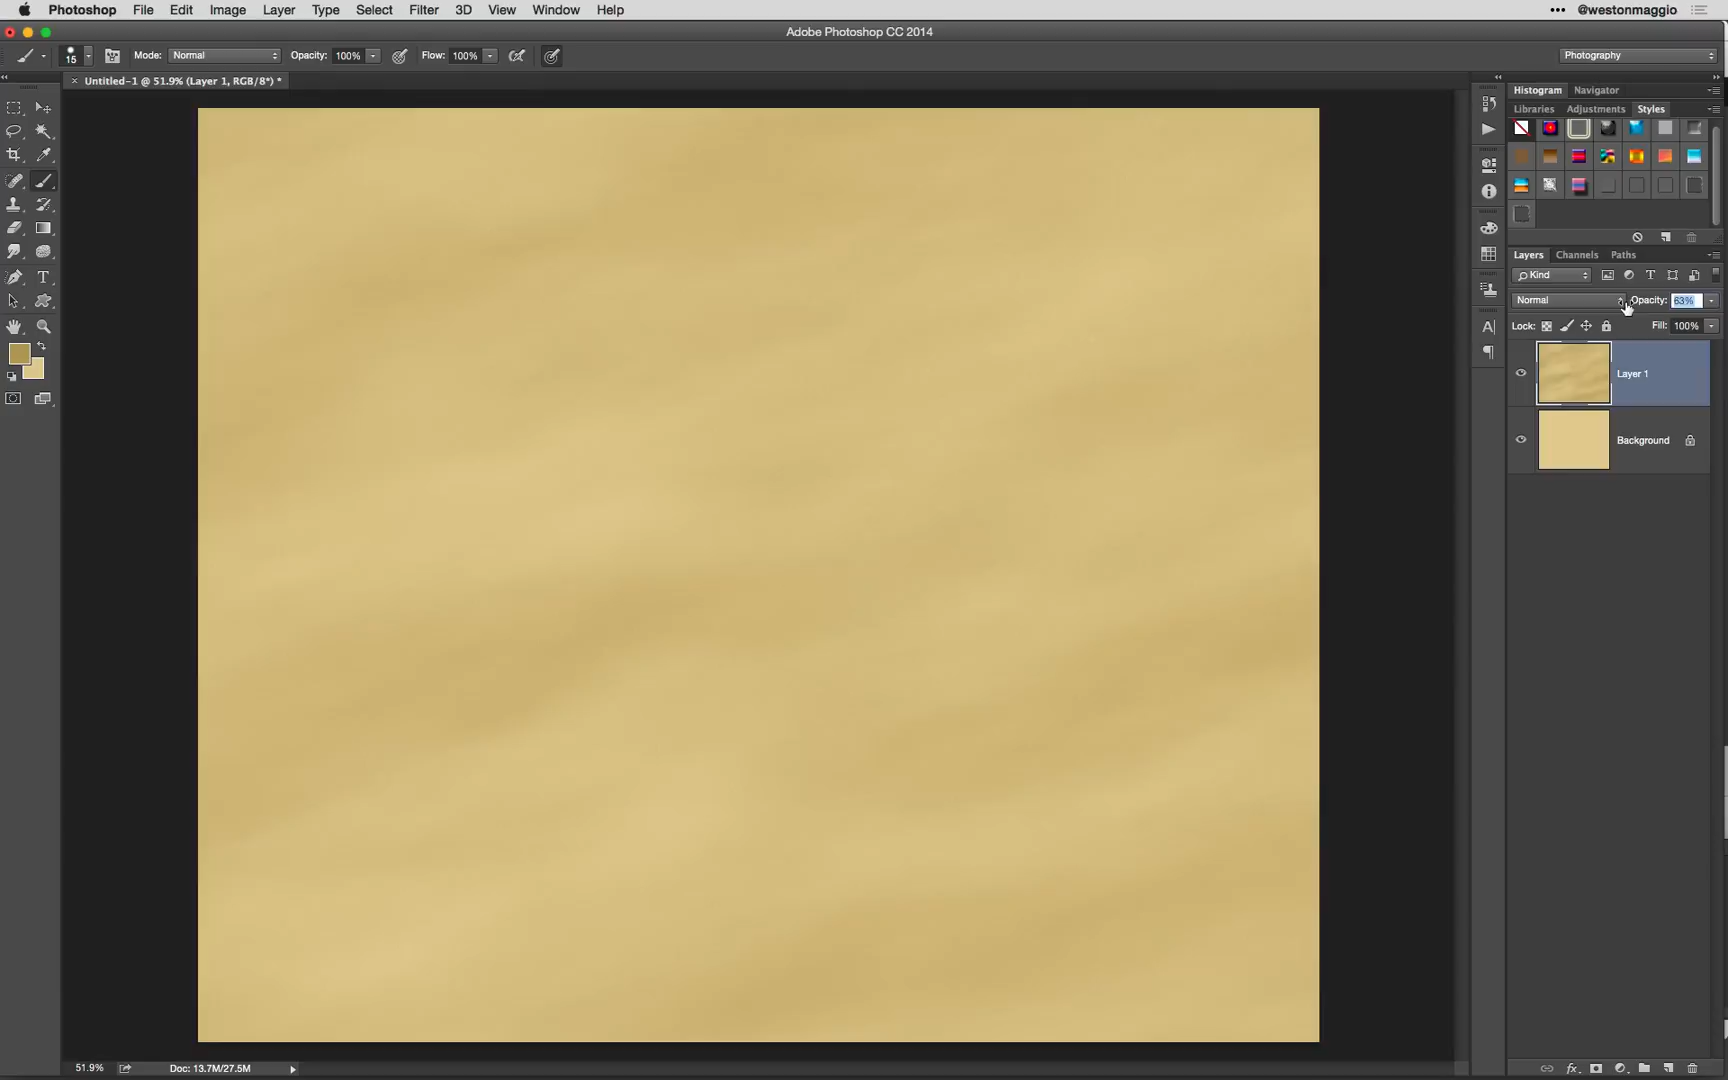 Photoshop File Edit Image Layer Type Select Filter 3D View Window Help ••• @westonmaggio
Adobe Photoshop CC 2014
15 Mode: Normal Opacity: 100% Flow: 100% Photography
× Untitled-1 @ 51.9% (Layer 1, RGB/8*) *
Histogram Navigator
Libraries Adjustments Styles
Layers Channels Paths
Kind
Normal Opacity: 63%
Lock: Fill: 100%
Layer 1
Background
51.9% Doc: 13.7M/27.5M